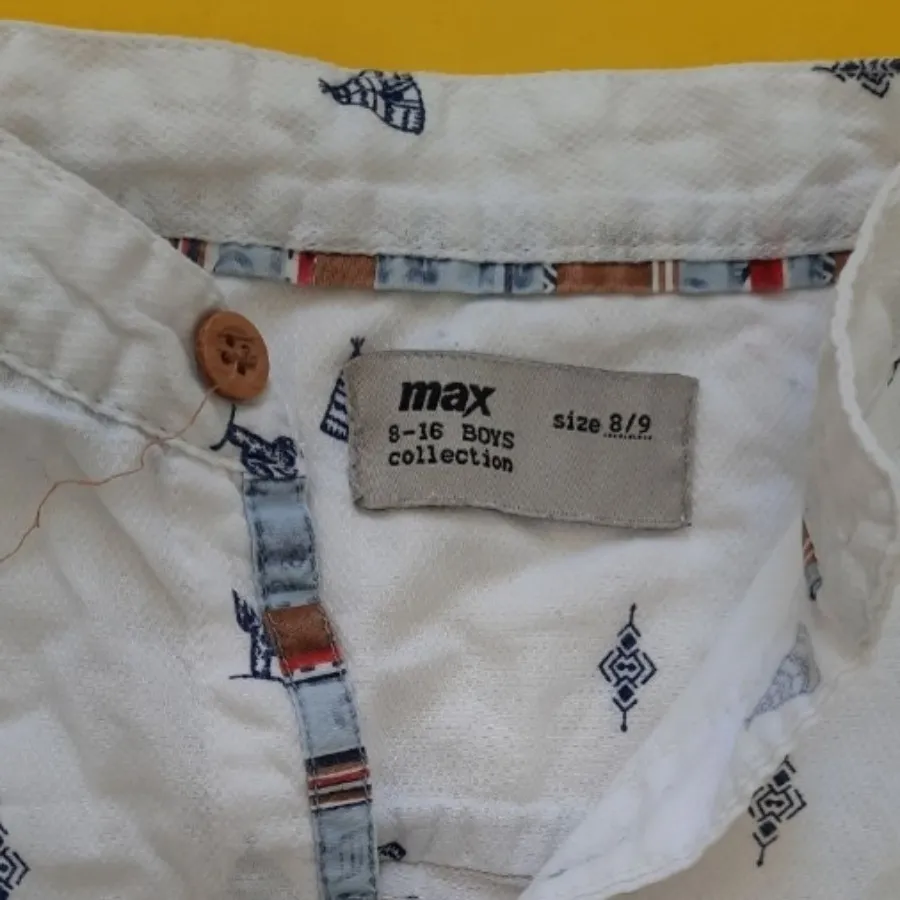 max
8-16 BOYS
collection
size 8/9